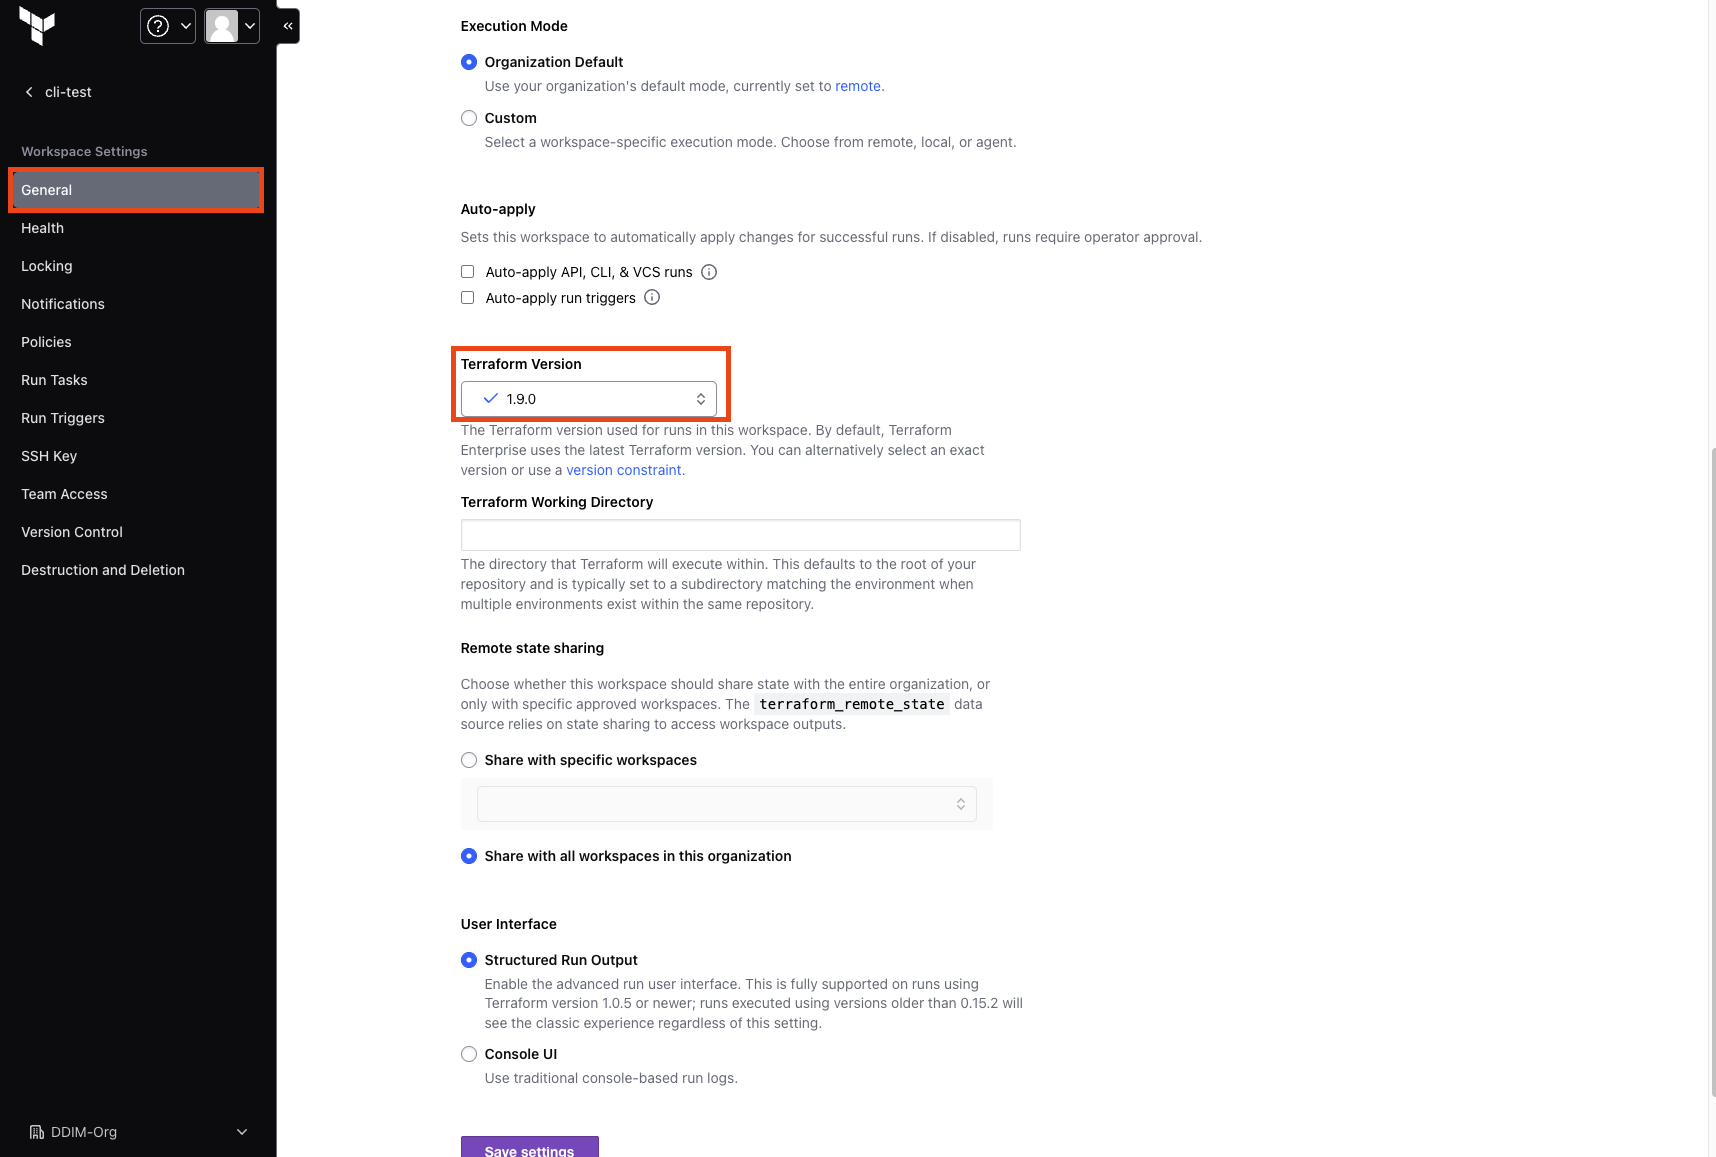 cli-test
Workspace Settings
General
Health
Locking
Notifications
Policies
Run Tasks
Run Triggers
SSH Key
Team Access
Version Control
Destruction and Deletion
DDIM-Org
Execution Mode
Organization Default
Use your organization's default mode, currently set to remote.
Custom
Select a workspace-specific execution mode. Choose from remote, local, or agent.
Auto-apply
Sets this workspace to automatically apply changes for successful runs. If disabled, runs require operator approval.
Auto-apply API, CLI, & VCS runs
Auto-apply run triggers
Terraform Version
1.9.0
The Terraform version used for runs in this workspace. By default, Terraform
Enterprise uses the latest Terraform version. You can alternatively select an exact
version or use a version constraint.
Terraform Working Directory
The directory that Terraform will execute within. This defaults to the root of your
repository and is typically set to a subdirectory matching the environment when
multiple environments exist within the same repository.
Remote state sharing
Choose whether this workspace should share state with the entire organization, or
only with specific approved workspaces. The terraform_remote_state data
source relies on state sharing to access workspace outputs.
Share with specific workspaces
Share with all workspaces in this organization
User Interface
Structured Run Output
Enable the advanced run user interface. This is fully supported on runs using
Terraform version 1.0.5 or newer; runs executed using versions older than 0.15.2 will
see the classic experience regardless of this setting.
Console UI
Use traditional console-based run logs.
Save settings